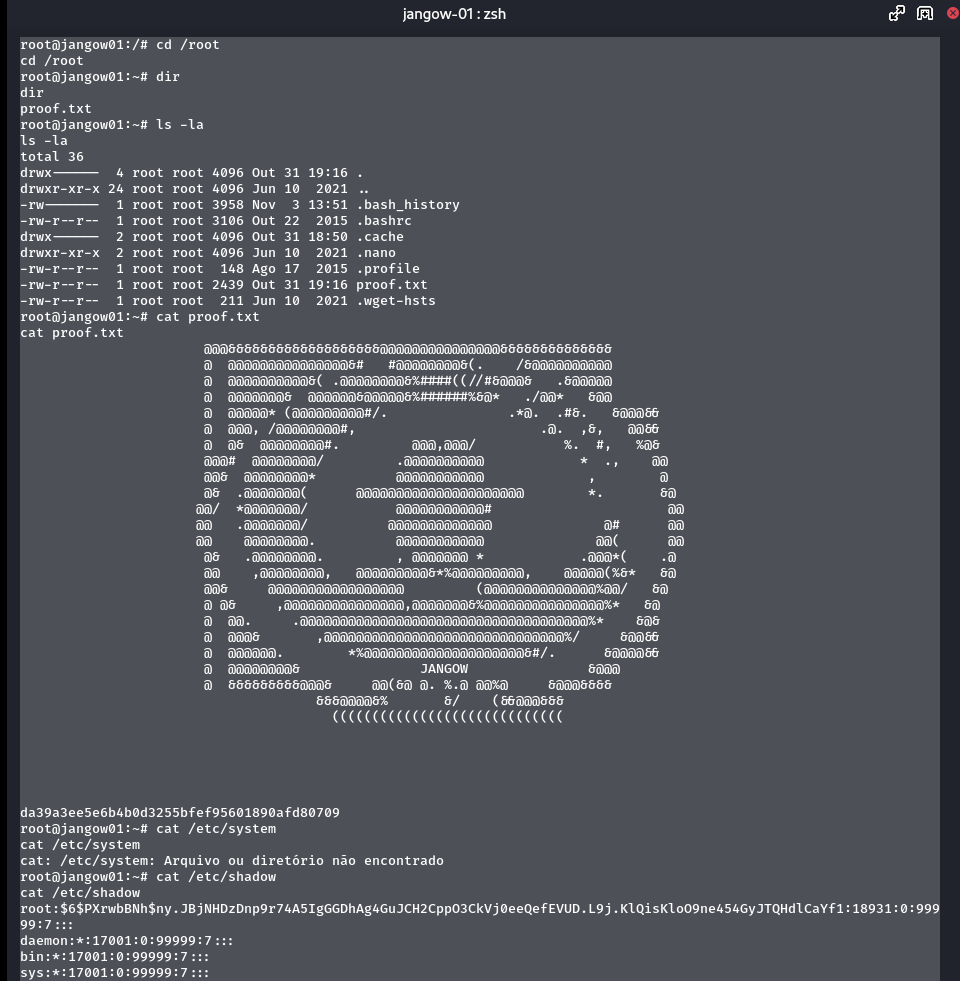 jangow-01 : zsh
root@jangow01:/# cd /root
cd /root
root@jangow01:~# dir
dir
proof.txt
root@jangow01:~# ls -la
ls -la
total 36
drwx------  4 root root 4096 Out 31 19:16 .
drwxr-xr-x 24 root root 4096 Jun 10  2021 ..
-rw-------  1 root root 3958 Nov  3 13:51 .bash_history
-rw-r--r--  1 root root 3106 Out 22  2015 .bashrc
drwx------  2 root root 4096 Out 31 18:50 .cache
drwxr-xr-x  2 root root 4096 Jun 10  2021 .nano
-rw-r--r--  1 root root  148 Ago 17  2015 .profile
-rw-r--r--  1 root root 2439 Out 31 19:16 proof.txt
-rw-r--r--  1 root root  211 Jun 10  2021 .wget-hsts
root@jangow01:~# cat proof.txt
cat proof.txt
JANGOW
da39a3ee5e6b4b0d3255bfef95601890afd80709
root@jangow01:~# cat /etc/system
cat /etc/system
cat: /etc/system: Arquivo ou diretório não encontrado
root@jangow01:~# cat /etc/shadow
cat /etc/shadow
root:$6$PXrwbBNh$ny.JBjNHDzDnp9r74A5IgGGDhAg4GuJCH2CppO3CkVj0eeQefEVUD.L9j.KlQisKloO9ne454GyJTQHdlCaYf1:18931:0:999
99:7:::
daemon:*:17001:0:99999:7:::
bin:*:17001:0:99999:7:::
sys:*:17001:0:99999:7:::